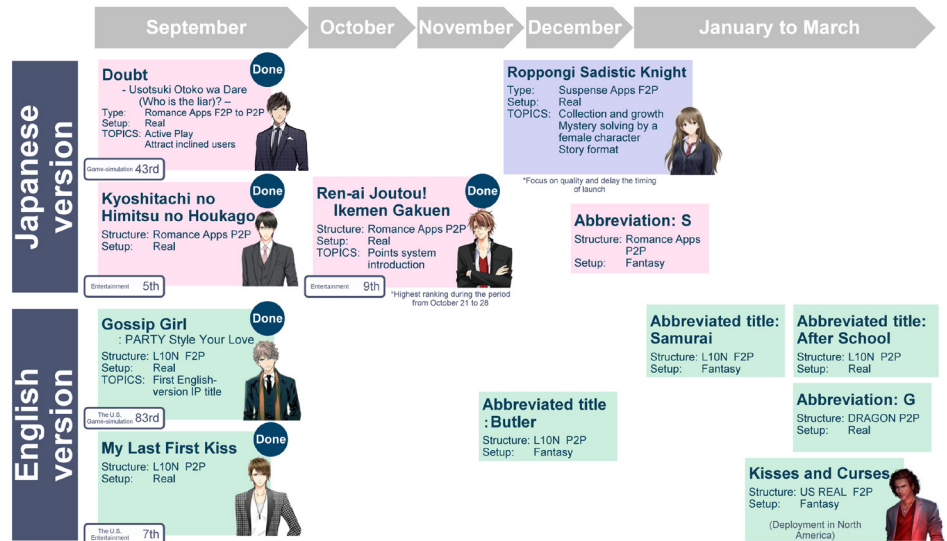 September
October
November
December
January to March
Japanese
version
Doubt
- Usotsuki Otoko wa Dare
(Who is the liar)? –
Type: Romance Apps F2P to P2P
Setup: Real
TOPICS: Active Play
Attract inclined users
Done
Game-simulation 43rd
Kyoshitachi no
Himitsu no Houkago
Structure: Romance Apps P2P
Setup: Real
Done
Entertainment 5th
Ren-ai Joutou!
Ikemen Gakuen
Structure: Romance Apps P2P
Setup: Real
TOPICS: Points system
introduction
Done
Entertainment 9th
*Highest ranking during the period
from October 21 to 28
Roppongi Sadistic Knight
Type: Suspense Apps F2P
Setup: Real
TOPICS: Collection and growth
Mystery solving by a
female character
Story format
*Focus on quality and delay the timing
of launch
Abbreviation: S
Structure: Romance Apps
P2P
Setup: Fantasy
English
version
Gossip Girl
: PARTY Style Your Love
Structure: L10N F2P
Setup: Real
TOPICS: First English-
version IP title
Done
The U.S.
Game-simulation 83rd
My Last First Kiss
Structure: L10N P2P
Setup: Real
Done
The U.S.
Entertainment 7th
Abbreviated title
:Butler
Structure: L10N P2P
Setup: Fantasy
Abbreviated title:
Samurai
Structure: L10N F2P
Setup: Fantasy
Abbreviated title:
After School
Structure: L10N P2P
Setup: Real
Abbreviation: G
Structure: DRAGON P2P
Setup: Real
Kisses and Curses
Structure: US REAL F2P
Setup: Fantasy
(Deployment in North
America)